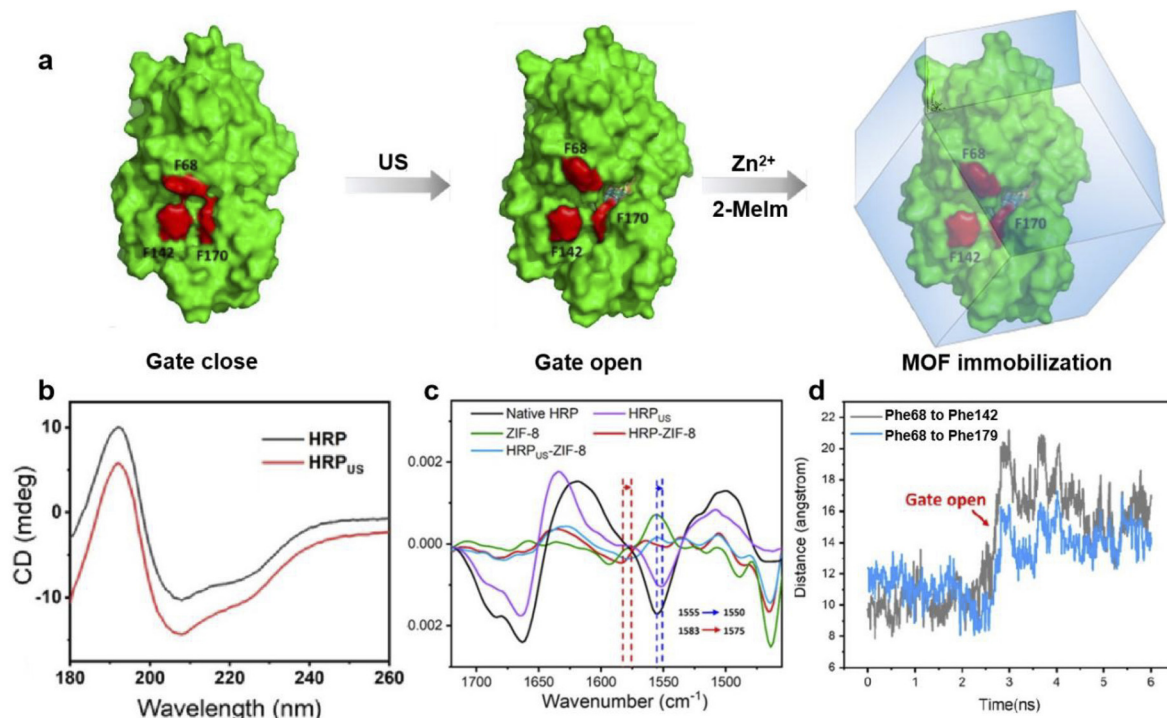 a
F68
F142
F170
US
F68
F170
F142
Zn²⁺
2-MeIm
F68
F170
F142
Gate close
Gate open
MOF immobilization
b
CD (mdeg)
10
0
-10
HRP
HRP_US
180 200 220 240 260
Wavelength (nm)
c
Native HRP
HRP_US
ZIF-8
HRP-ZIF-8
HRP_US-ZIF-8
0.002
0.000
0.002
1555 → 1550
1583 → 1575
1700 1650 1600 1550 1500
Wavenumber (cm⁻¹)
d
Distance (angstrom)
22
20
18
16
14
12
10
8
6
4
Phe68 to Phe142
Phe68 to Phe179
Gate open
0 1 2 3 4 5 6
Time(ns)